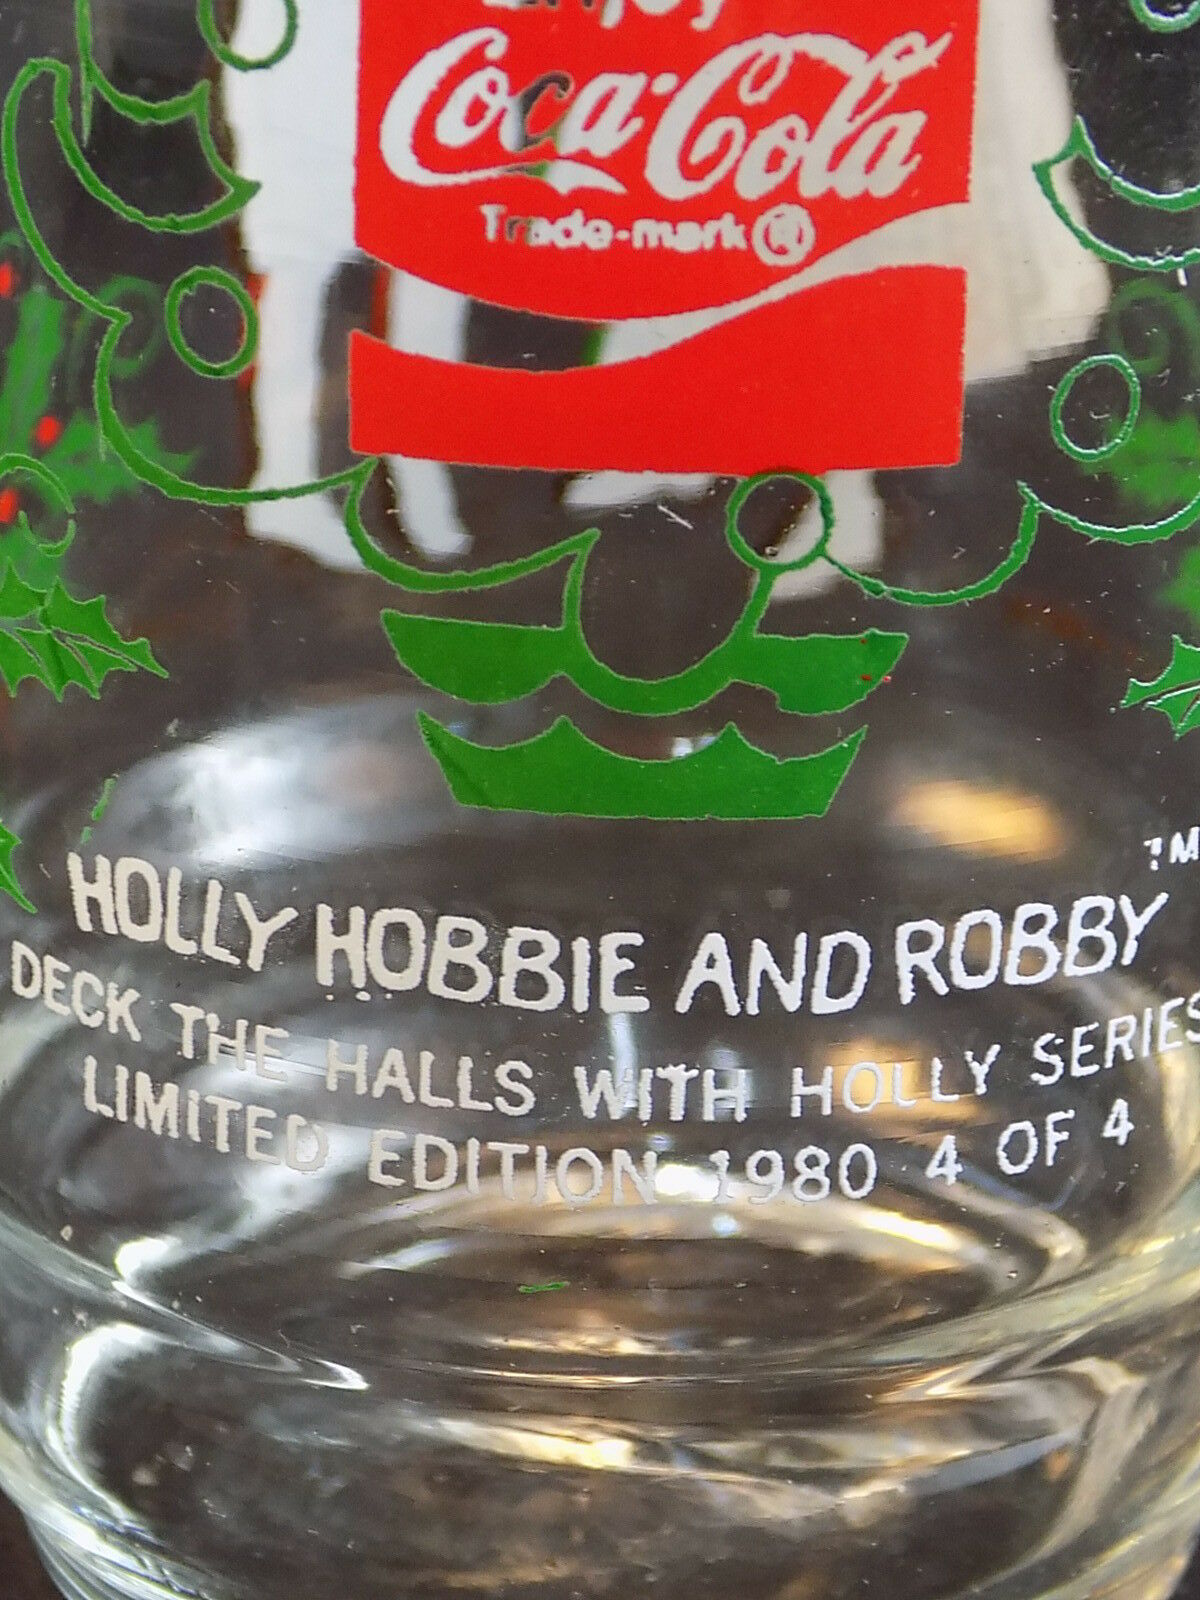 Enjoy
Coca-Cola
Trade-mark ®
TM
HOLLY HOBBIE AND ROBBY
DECK THE HALLS WITH HOLLY SERIES
LIMITED EDITION 1980 4 OF 4